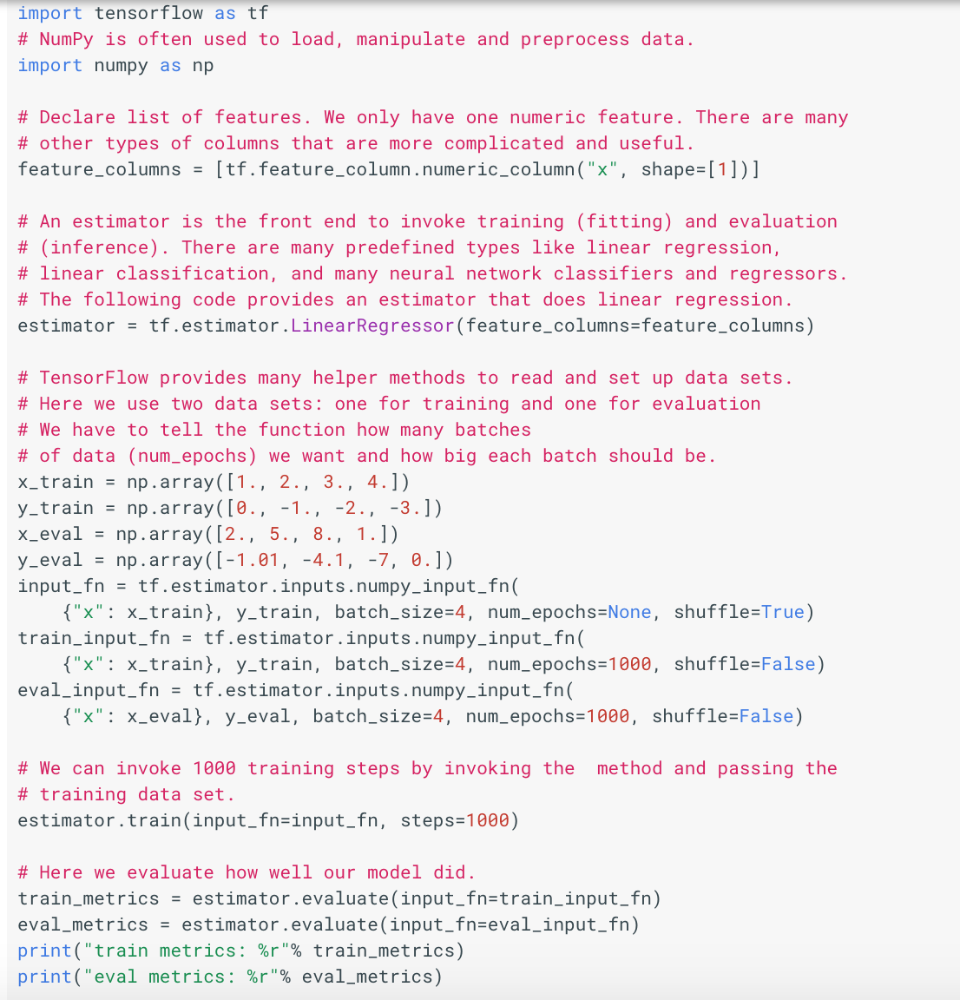 import tensorflow as tf
# NumPy is often used to load, manipulate and preprocess data.
import numpy as np

# Declare list of features. We only have one numeric feature. There are many
# other types of columns that are more complicated and useful.
feature_columns = [tf.feature_column.numeric_column("x", shape=[1])]

# An estimator is the front end to invoke training (fitting) and evaluation
# (inference). There are many predefined types like linear regression,
# linear classification, and many neural network classifiers and regressors.
# The following code provides an estimator that does linear regression.
estimator = tf.estimator.LinearRegressor(feature_columns=feature_columns)

# TensorFlow provides many helper methods to read and set up data sets.
# Here we use two data sets: one for training and one for evaluation
# We have to tell the function how many batches
# of data (num_epochs) we want and how big each batch should be.
x_train = np.array([1., 2., 3., 4.])
y_train = np.array([0., -1., -2., -3.])
x_eval = np.array([2., 5., 8., 1.])
y_eval = np.array([-1.01, -4.1, -7, 0.])
input_fn = tf.estimator.inputs.numpy_input_fn(
    {"x": x_train}, y_train, batch_size=4, num_epochs=None, shuffle=True)
train_input_fn = tf.estimator.inputs.numpy_input_fn(
    {"x": x_train}, y_train, batch_size=4, num_epochs=1000, shuffle=False)
eval_input_fn = tf.estimator.inputs.numpy_input_fn(
    {"x": x_eval}, y_eval, batch_size=4, num_epochs=1000, shuffle=False)

# We can invoke 1000 training steps by invoking the  method and passing the
# training data set.
estimator.train(input_fn=input_fn, steps=1000)

# Here we evaluate how well our model did.
train_metrics = estimator.evaluate(input_fn=train_input_fn)
eval_metrics = estimator.evaluate(input_fn=eval_input_fn)
print("train metrics: %r"% train_metrics)
print("eval metrics: %r"% eval_metrics)